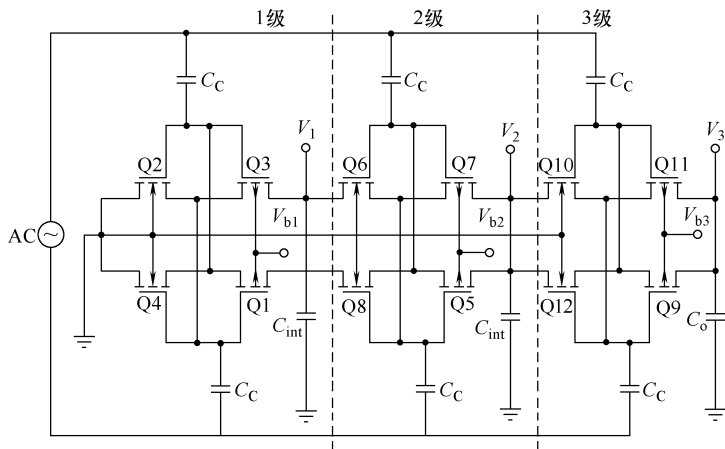 1级 2级 3级
C_C C_C C_C
V_1 V_2 V_3
Q2 Q3 Q6 Q7 Q10 Q11
V_b1 V_b2 V_b3
AC
Q4 Q1 Q8 Q5 Q12 Q9
C_int C_int C_o
C_C C_C C_C